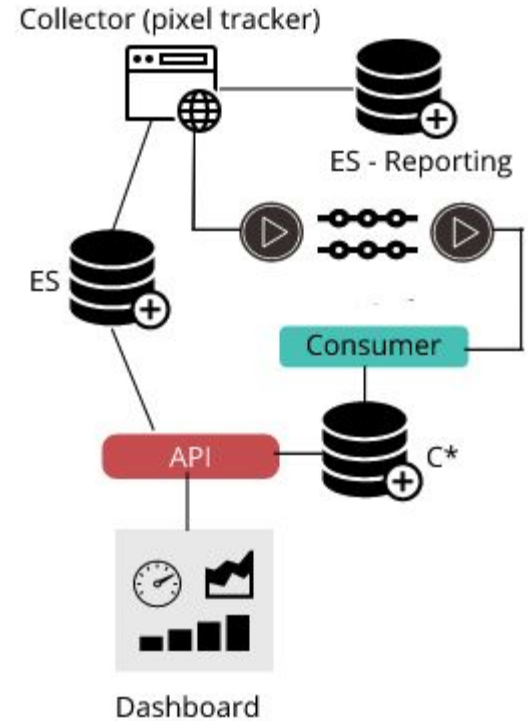 Collector (pixel tracker)
ES - Reporting
ES
Consumer
API
C*
Dashboard